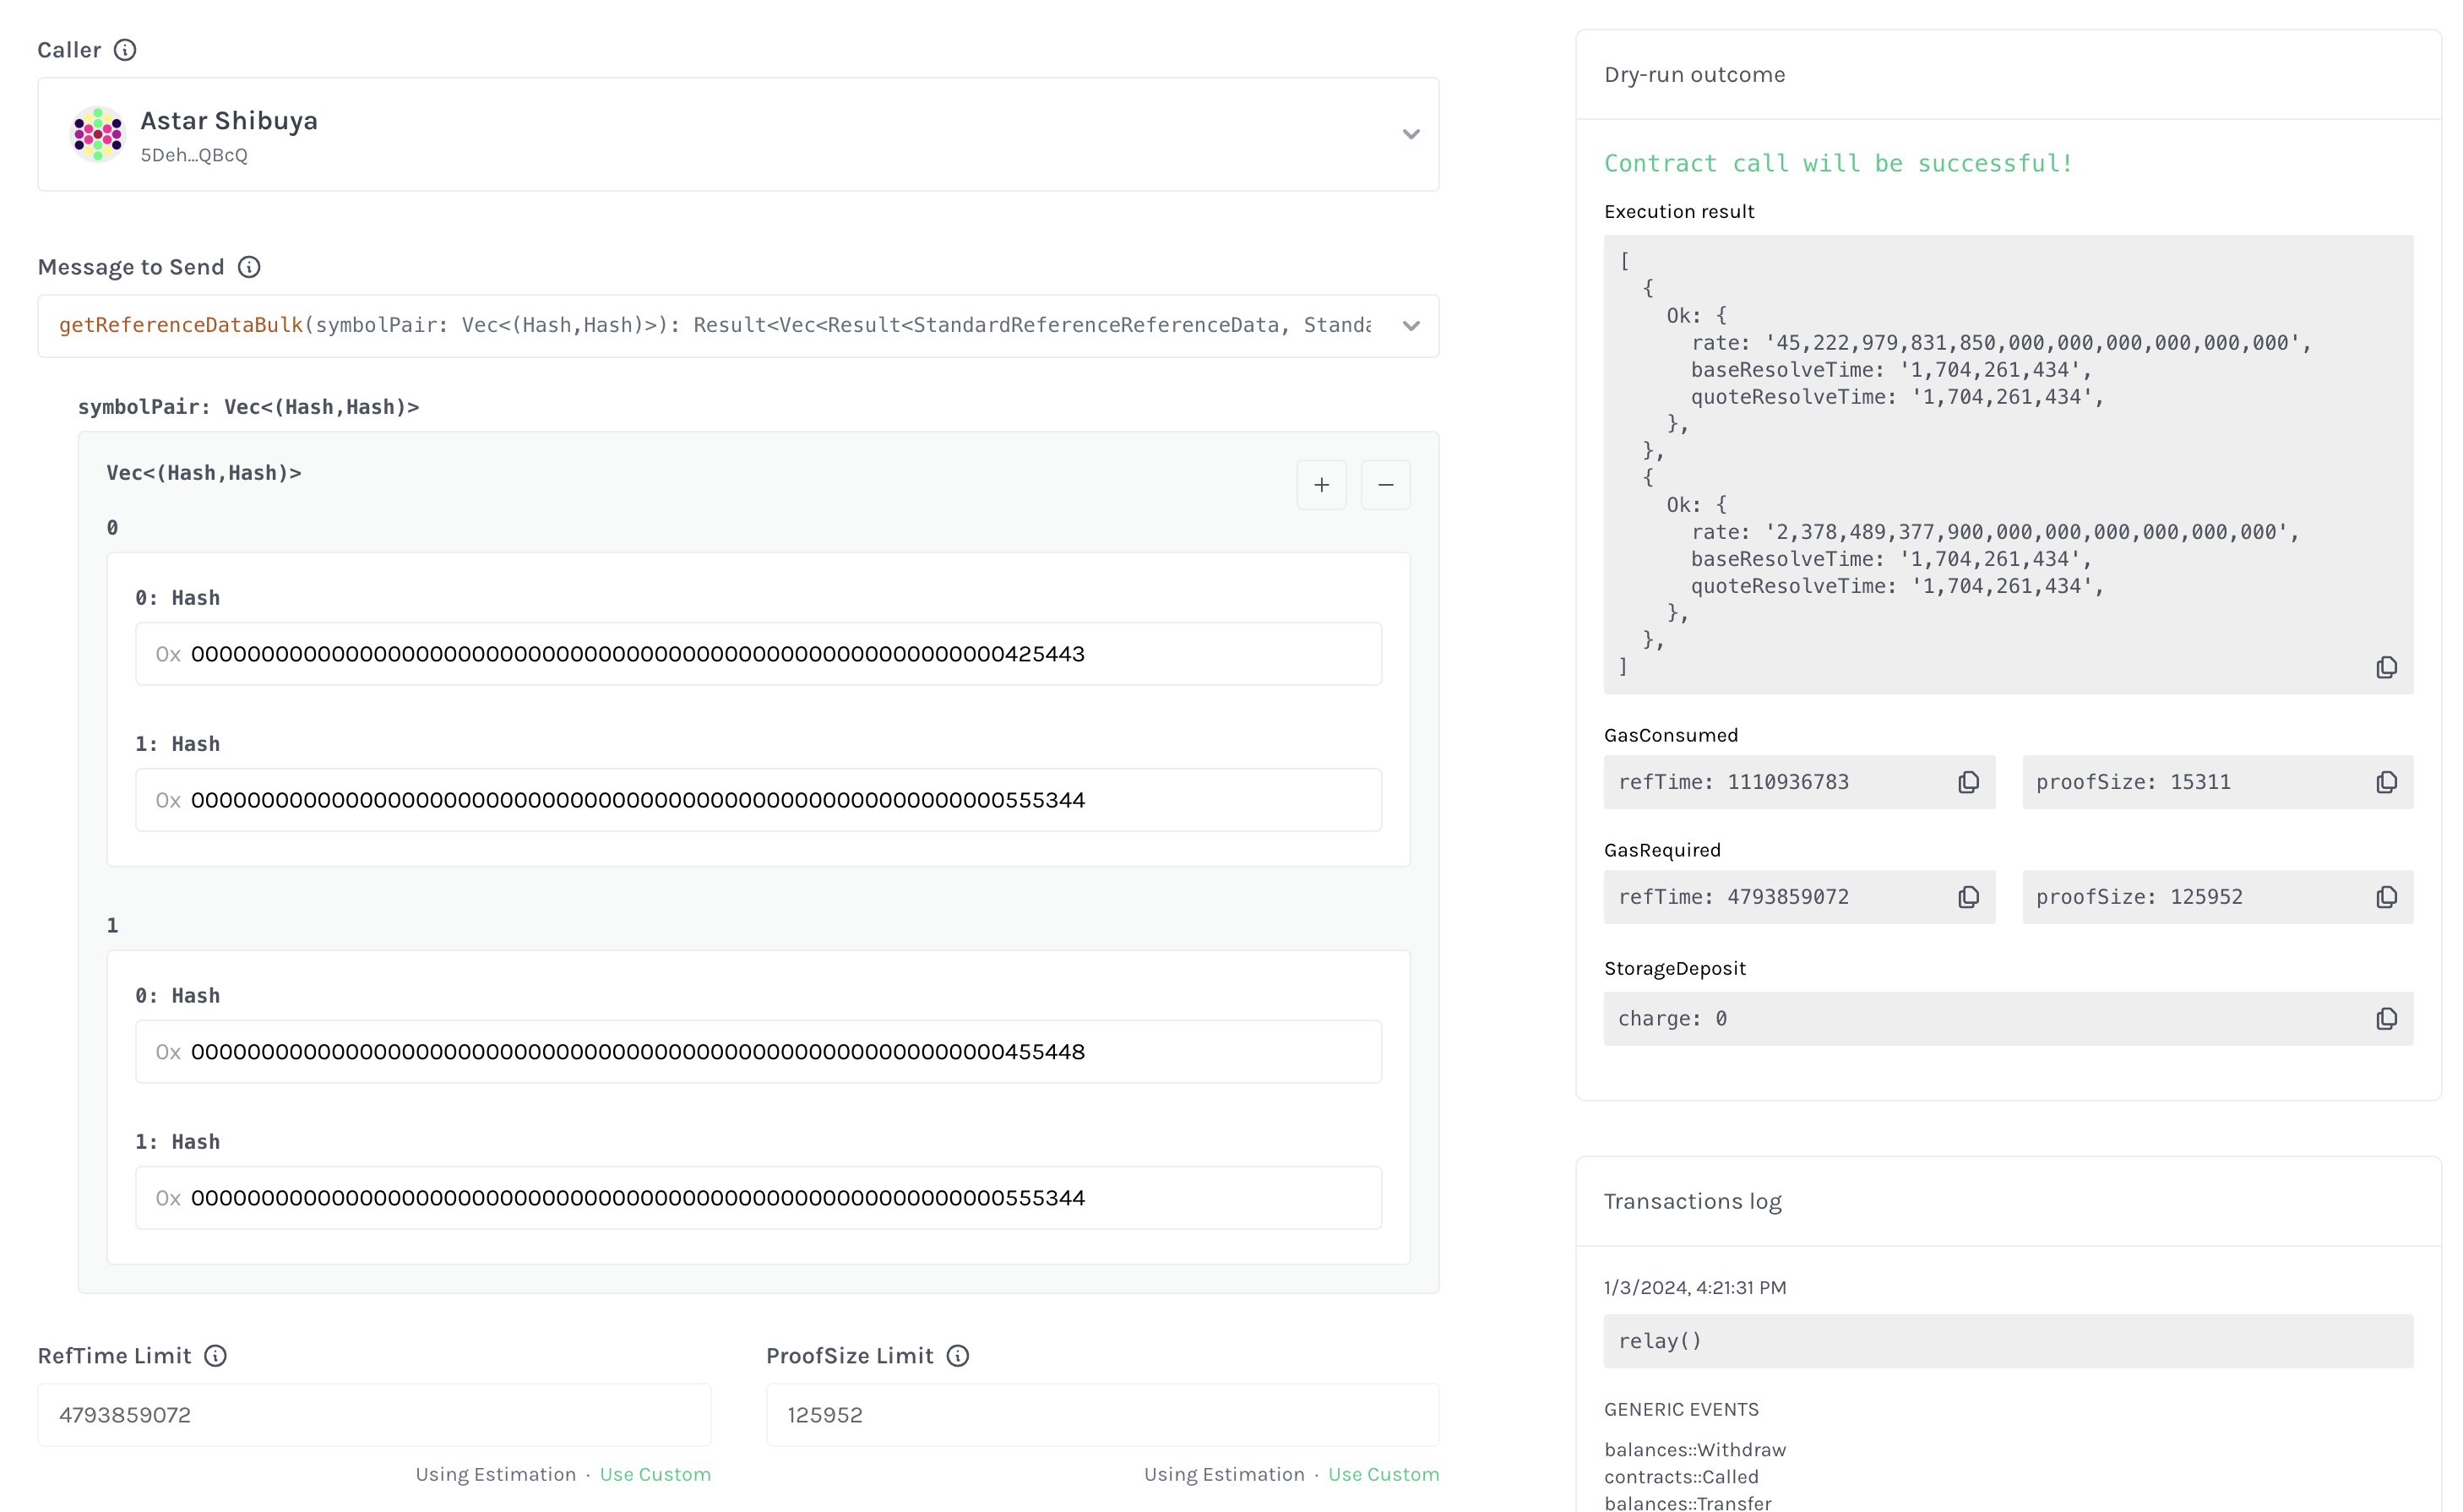 Caller
Astar Shibuya
5Deh...QBcQ
Message to Send
getReferenceDataBulk(symbolPair: Vec<(Hash,Hash)>): Result<Vec<Result<StandardReferenceReferenceData, Standa
symbolPair: Vec<(Hash,Hash)>
Vec<(Hash,Hash)>
+ −
0
0: Hash
0x 0000000000000000000000000000000000000000000000000000000000425443
1: Hash
0x 0000000000000000000000000000000000000000000000000000000000555344
1
0: Hash
0x 0000000000000000000000000000000000000000000000000000000000455448
1: Hash
0x 0000000000000000000000000000000000000000000000000000000000555344
RefTime Limit
4793859072
Using Estimation · Use Custom
ProofSize Limit
125952
Using Estimation · Use Custom
Dry-run outcome
Contract call will be successful!
Execution result
[
{
Ok: {
rate: '45,222,979,831,850,000,000,000,000,000,000',
baseResolveTime: '1,704,261,434',
quoteResolveTime: '1,704,261,434',
},
},
{
Ok: {
rate: '2,378,489,377,900,000,000,000,000,000,000',
baseResolveTime: '1,704,261,434',
quoteResolveTime: '1,704,261,434',
},
},
]
GasConsumed
refTime: 1110936783
proofSize: 15311
GasRequired
refTime: 4793859072
proofSize: 125952
StorageDeposit
charge: 0
Transactions log
1/3/2024, 4:21:31 PM
relay()
GENERIC EVENTS
balances::Withdraw
contracts::Called
balances::Transfer